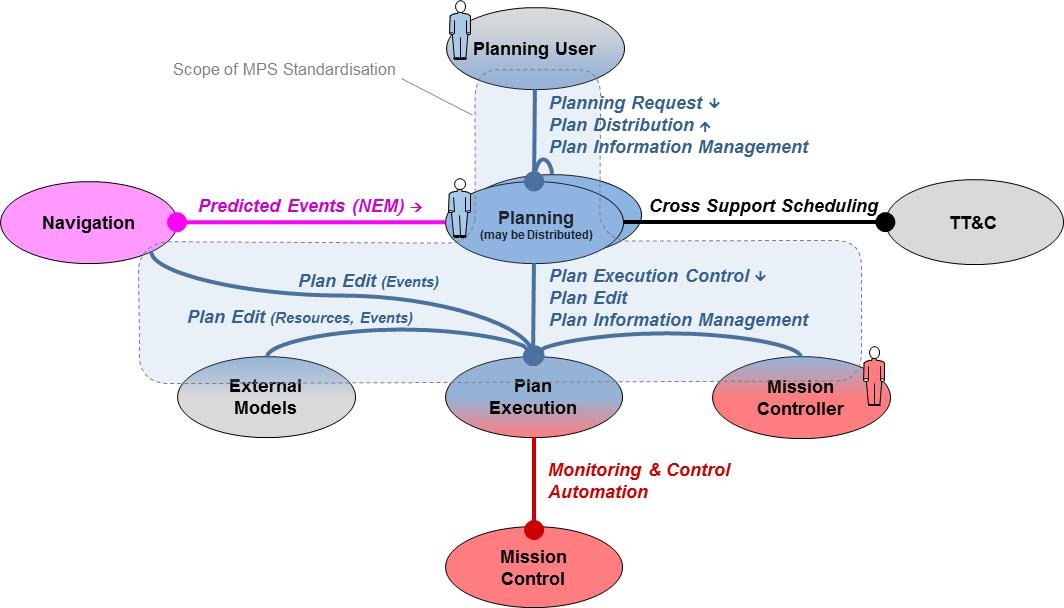 Planning User
Scope of MPS Standardisation
Planning Request ↓
Plan Distribution ↑
Plan Information Management
Navigation
Predicted Events (NEM) →
Planning
(may be Distributed)
Cross Support Scheduling
TT&C
Plan Edit (Events)
Plan Execution Control ↓
Plan Edit
Plan Information Management
Plan Edit (Resources, Events)
External
Models
Plan
Execution
Mission
Controller
Monitoring & Control
Automation
Mission
Control